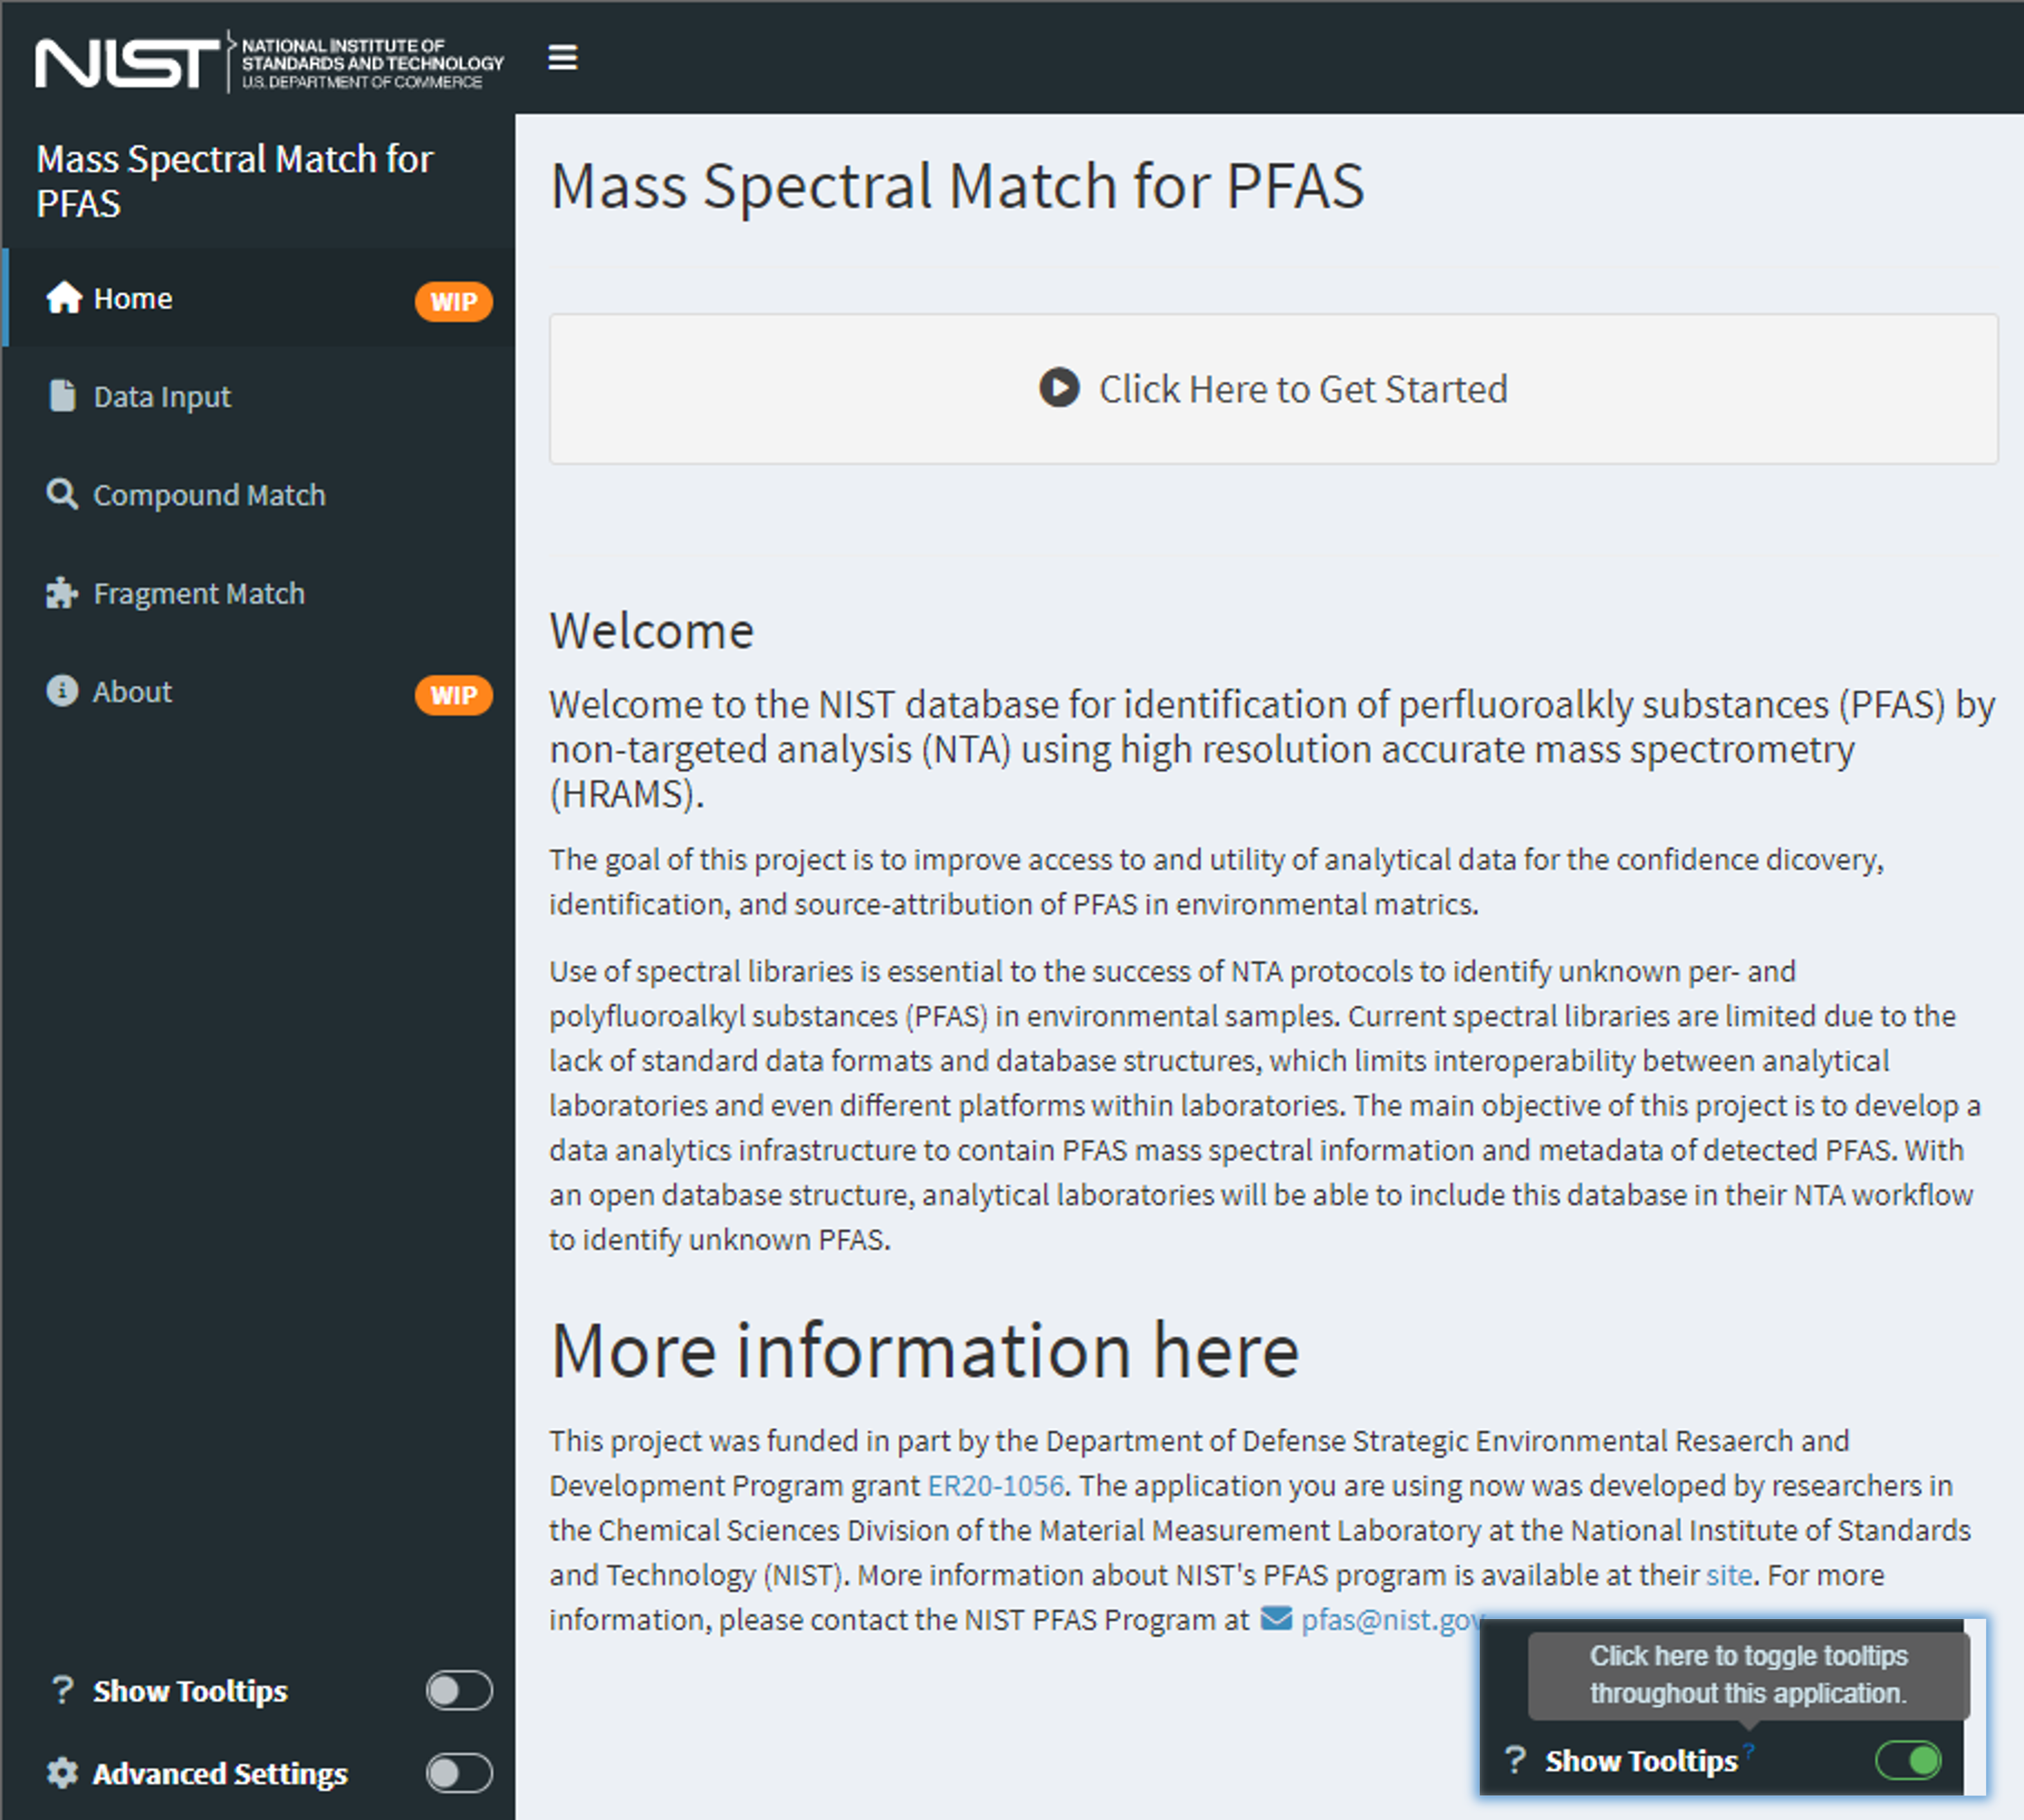 NIST NATIONAL INSTITUTE OF
STANDARDS AND TECHNOLOGY
U.S. DEPARTMENT OF COMMERCE
Mass Spectral Match for
PFAS
Home WIP
Data Input
Compound Match
Fragment Match
About WIP
? Show Tooltips
Advanced Settings
Mass Spectral Match for PFAS
Click Here to Get Started
Welcome
Welcome to the NIST database for identification of perfluoroalkly substances (PFAS) by
non-targeted analysis (NTA) using high resolution accurate mass spectrometry
(HRAMS).
The goal of this project is to improve access to and utility of analytical data for the confidence dicovery,
identification, and source-attribution of PFAS in environmental matrics.
Use of spectral libraries is essential to the success of NTA protocols to identify unknown per- and
polyfluoroalkyl substances (PFAS) in environmental samples. Current spectral libraries are limited due to the
lack of standard data formats and database structures, which limits interoperability between analytical
laboratories and even different platforms within laboratories. The main objective of this project is to develop a
data analytics infrastructure to contain PFAS mass spectral information and metadata of detected PFAS. With
an open database structure, analytical laboratories will be able to include this database in their NTA workflow
to identify unknown PFAS.
More information here
This project was funded in part by the Department of Defense Strategic Environmental Resaerch and
Development Program grant ER20-1056. The application you are using now was developed by researchers in
the Chemical Sciences Division of the Material Measurement Laboratory at the National Institute of Standards
and Technology (NIST). More information about NIST's PFAS program is available at their site. For more
information, please contact the NIST PFAS Program at pfas@nist.gov
Click here to toggle tooltips
throughout this application.
? Show Tooltips ?